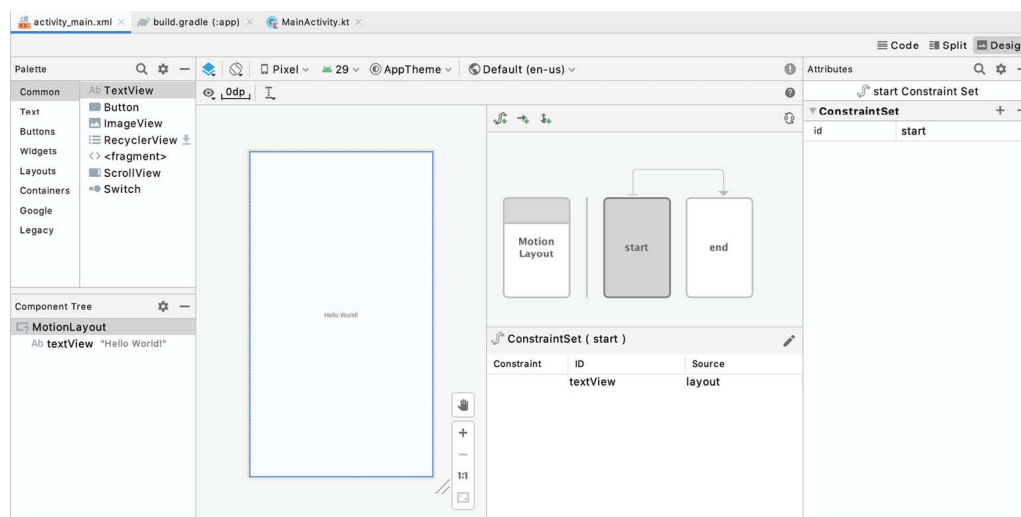 activity_main.xml build.gradle (:app) MainActivity.kt
Code Split Desig
Palette Pixel 29 AppTheme Default (en-us) Attributes
Common Ab TextView 0dp start Constraint Set
Text Button ConstraintSet
Buttons ImageView id start
Widgets RecyclerView
Layouts <fragment>
Containers ScrollView
Google Switch
Legacy
Motion
Layout
start
end
Component Tree
MotionLayout
Ab textView "Hello World!"
Hello World!
ConstraintSet ( start )
Constraint ID Source
textView layout
1:1